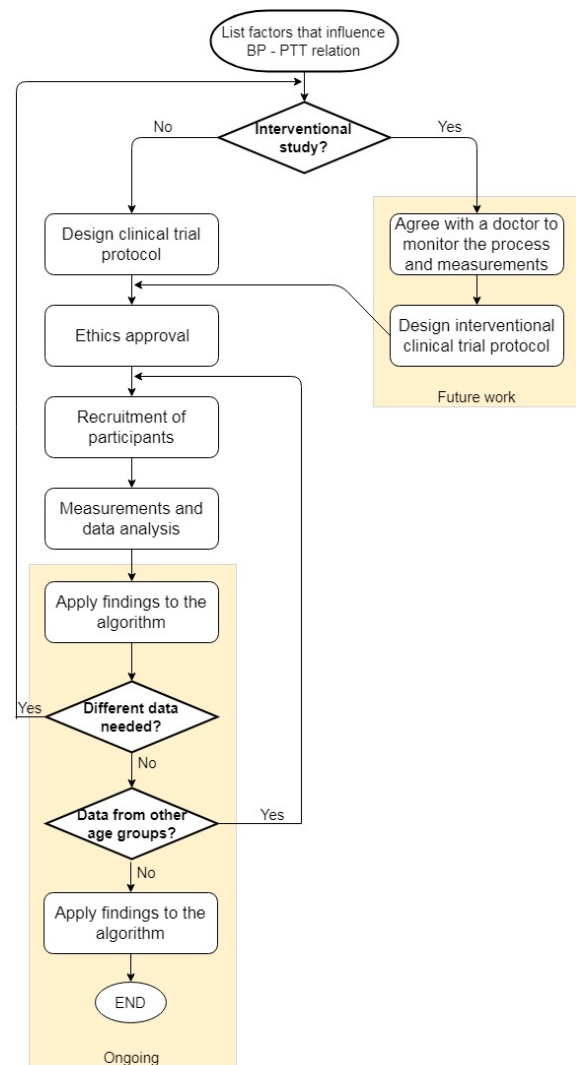 List factors that influence
BP - PTT relation
No
Interventional
study?
Yes
Design clinical trial
protocol
Agree with a doctor to
monitor the process
and measurements
Ethics approval
Design interventional
clinical trial protocol
Future work
Recruitment of
participants
Measurements and
data analysis
Apply findings to the
algorithm
Yes
Different data
needed?
No
Data from other
age groups?
Yes
No
Apply findings to the
algorithm
END
Ongoing